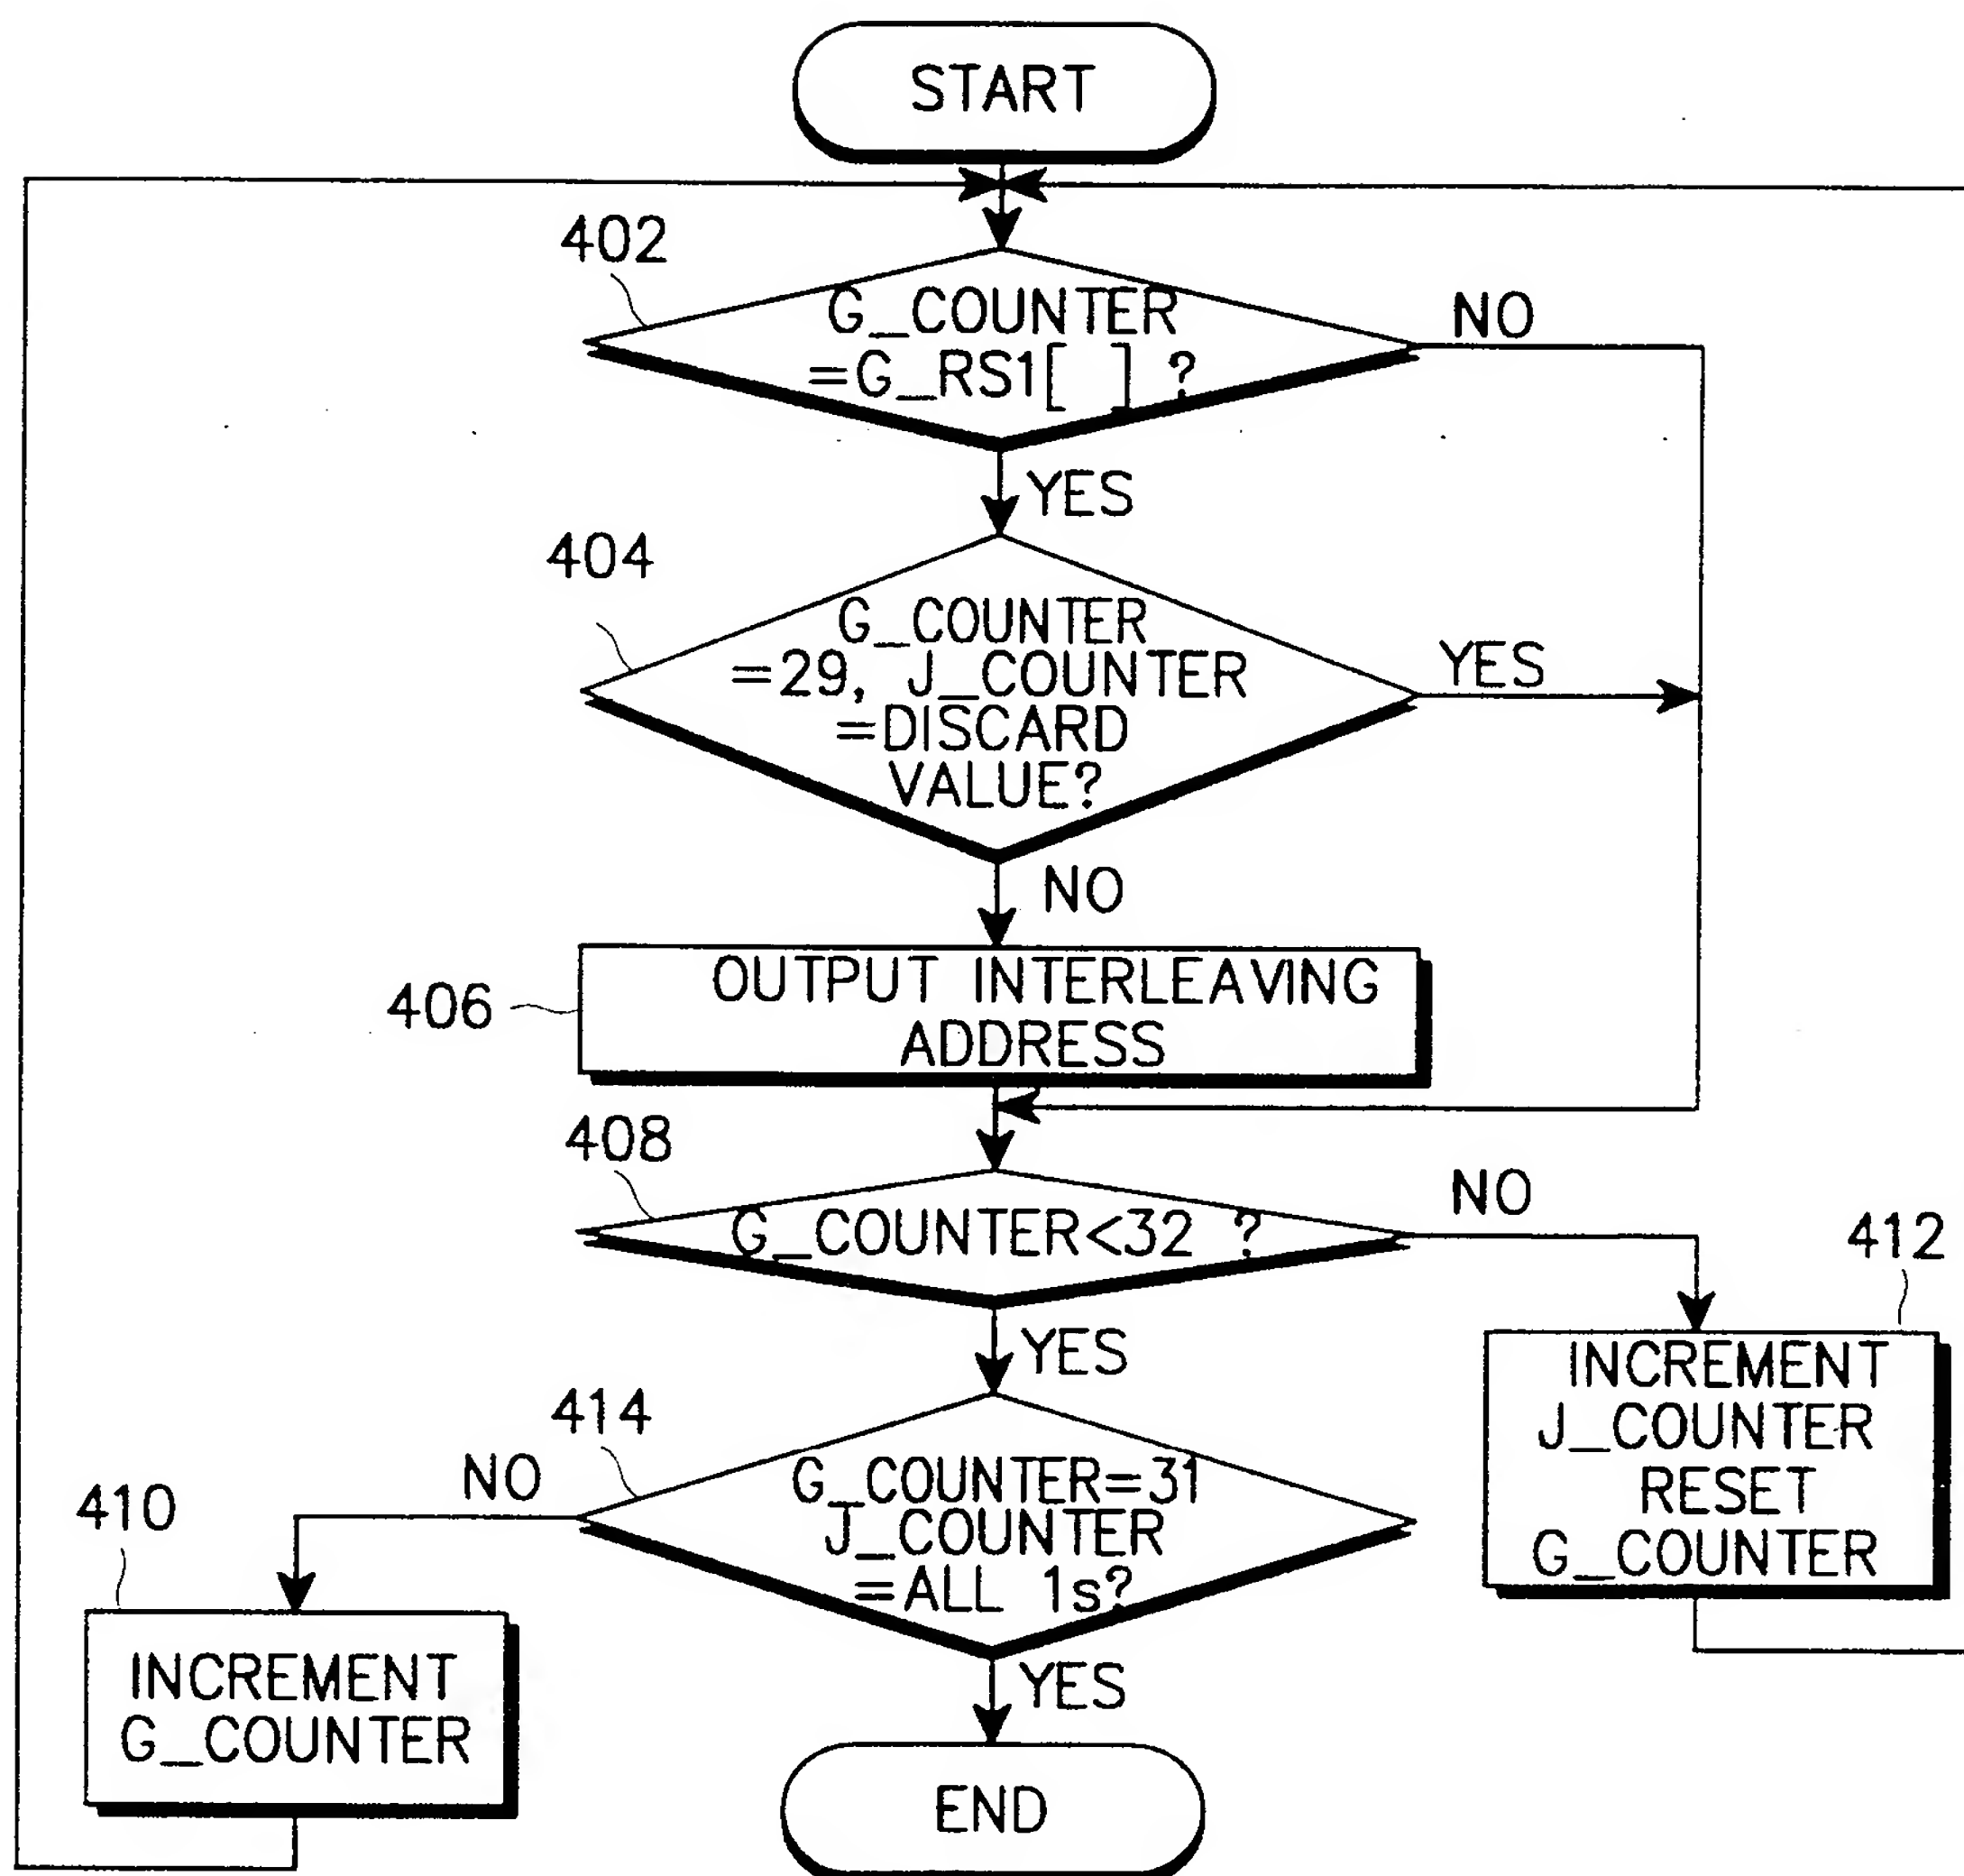 START
402
G_COUNTER
=G_RS1[ ] ?
NO
YES
404
G_COUNTER
=29, J_COUNTER
=DISCARD
VALUE?
YES
NO
406
OUTPUT INTERLEAVING
ADDRESS
408
G_COUNTER<32 ?
NO
412
YES
INCREMENT
J_COUNTER
RESET
G_COUNTER
414
G_COUNTER=31
J_COUNTER
=ALL 1s?
NO
410
INCREMENT
G_COUNTER
YES
END